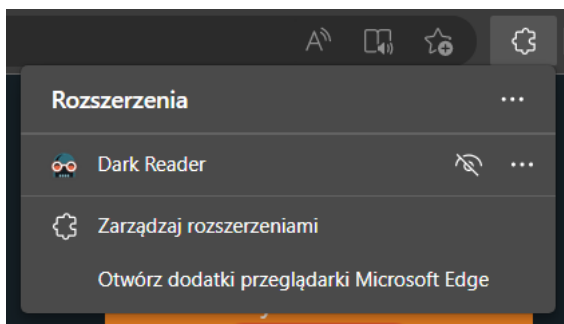 Rozszerzenia
Dark Reader
Zarządzaj rozszerzeniami
Otwórz dodatki przeglądarki Microsoft Edge